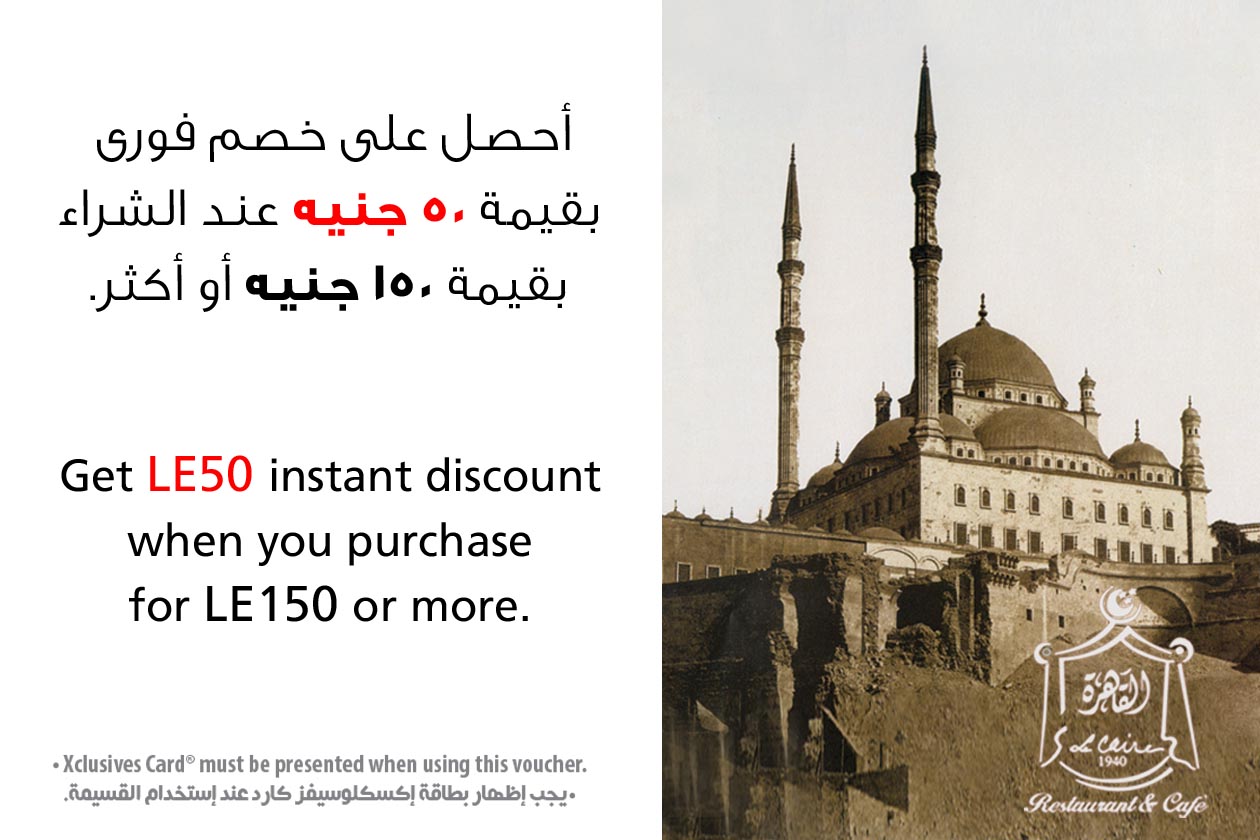 أحصل على خصم فورى
بقيمة ٥٠ جنيه عند الشراء
بقيمة ١٥٠ جنيه أو أكثر.
Get LE50 instant discount
when you purchase
for LE150 or more.
• Xclusives Card® must be presented when using this voucher.
•يجب إظهار بطاقة إكسكلوسيفز كارد عند إستخدام القسيمة.
القاهرة
Le Caire
1940
Restaurant & Café